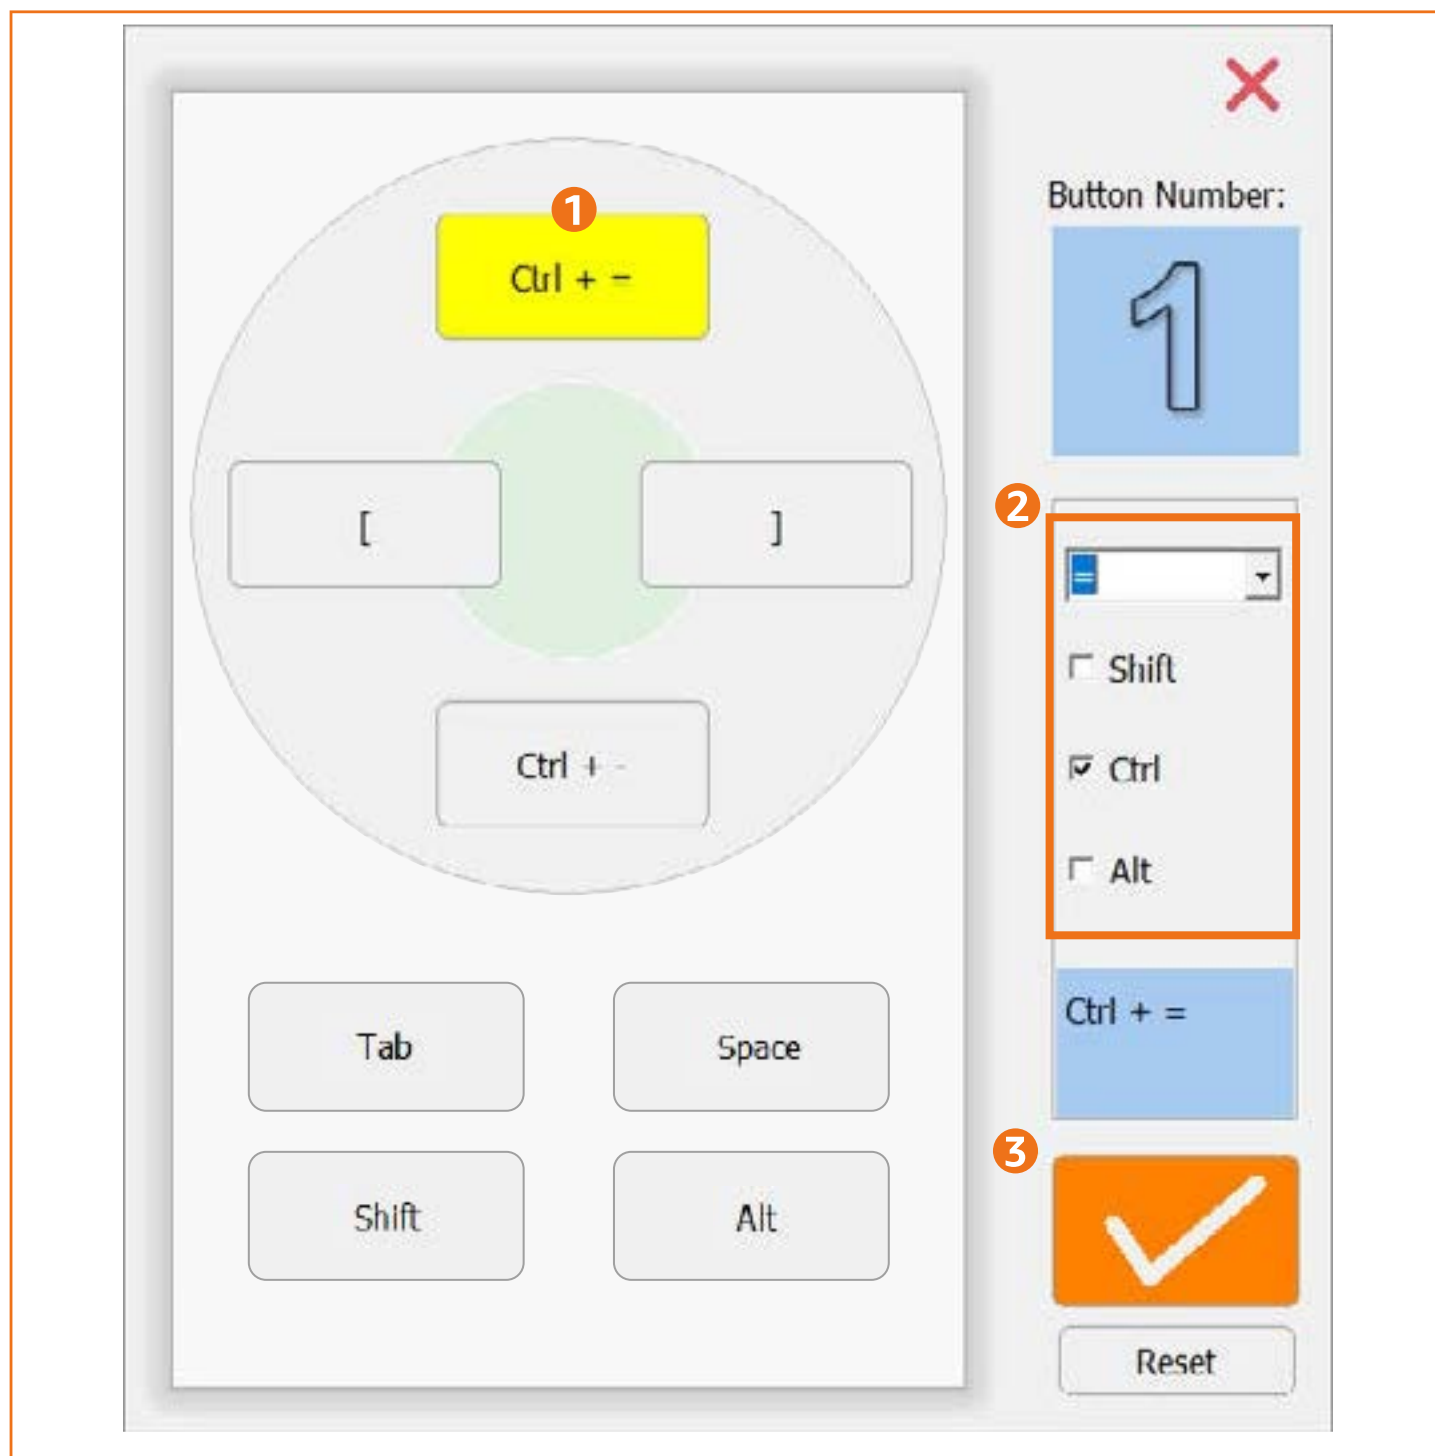 1
Ctrl + =
[
]
Ctrl + -
Tab
Space
Shift
Alt
Button Number:
1
2
=
Shift
Ctrl
Alt
Ctrl + =
3
Reset